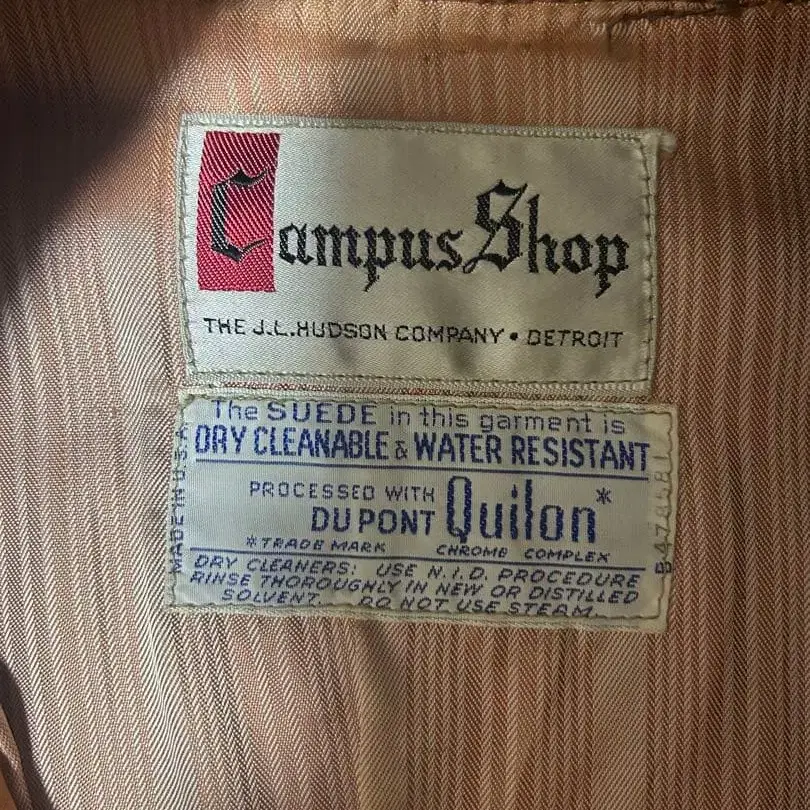 Campus Shop
THE J.L. HUDSON COMPANY • DETROIT
The SUEDE in this garment is
DRY CLEANABLE & WATER RESISTANT
PROCESSED WITH
DU PONT Quilon*
*TRADE MARK CHROME COMPLEX
DRY CLEANERS: USE N.I.D. PROCEDURE
RINSE THOROUGHLY IN NEW OR DISTILLED
SOLVENT. DO NOT USE STEAM.
MADE IN U.S.A.